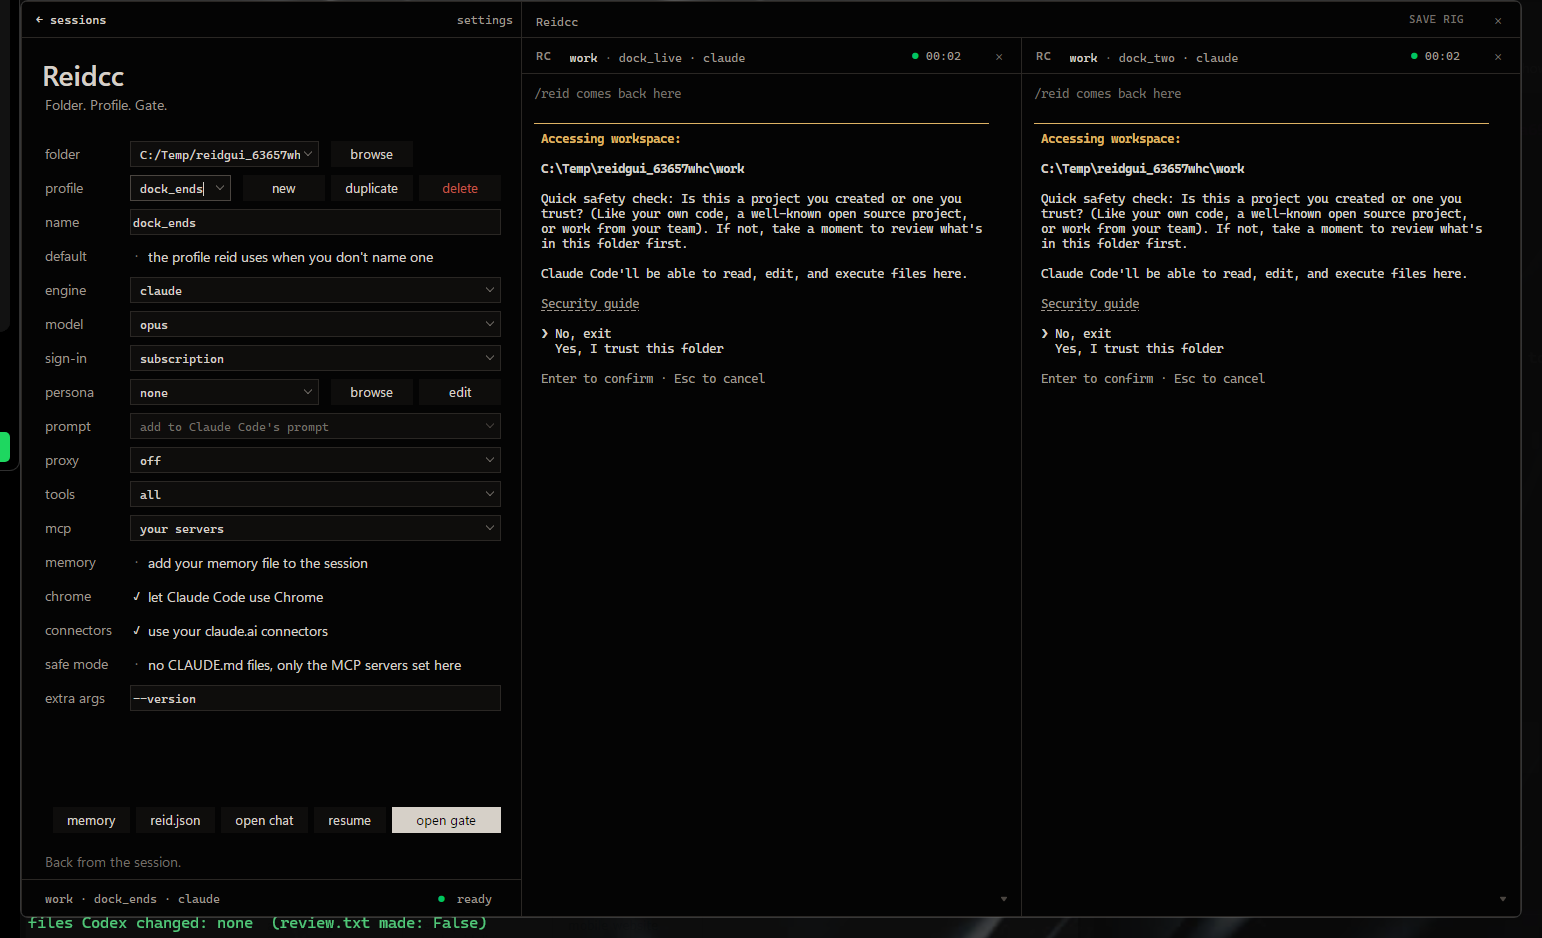 ← sessions
settings
Reidcc
Folder. Profile. Gate.
folder
C:/Temp/reidgui_63657wh
browse
profile
dock_ends
new
duplicate
delete
name
dock_ends
default
· the profile reid uses when you don't name one
engine
claude
model
opus
sign-in
subscription
persona
none
browse
edit
prompt
add to Claude Code's prompt
proxy
off
tools
all
mcp
your servers
memory
· add your memory file to the session
chrome
✓ let Claude Code use Chrome
connectors
✓ use your claude.ai connectors
safe mode
· no CLAUDE.md files, only the MCP servers set here
extra args
--version
memory
reid.json
open chat
resume
open gate
Back from the session.
work · dock_ends · claude
ready
Reidcc
SAVE RIG
×
RC work · dock_live · claude
00:02
×
/reid comes back here
Accessing workspace:
C:\Temp\reidgui_63657whc\work
Quick safety check: Is this a project you created or one you
trust? (Like your own code, a well-known open source project,
or work from your team). If not, take a moment to review what's
in this folder first.
Claude Code'll be able to read, edit, and execute files here.
Security guide
❯ No, exit
Yes, I trust this folder
Enter to confirm · Esc to cancel
RC work · dock_two · claude
00:02
×
/reid comes back here
Accessing workspace:
C:\Temp\reidgui_63657whc\work
Quick safety check: Is this a project you created or one you
trust? (Like your own code, a well-known open source project,
or work from your team). If not, take a moment to review what's
in this folder first.
Claude Code'll be able to read, edit, and execute files here.
Security guide
❯ No, exit
Yes, I trust this folder
Enter to confirm · Esc to cancel
files Codex changed: none (review.txt made: False)